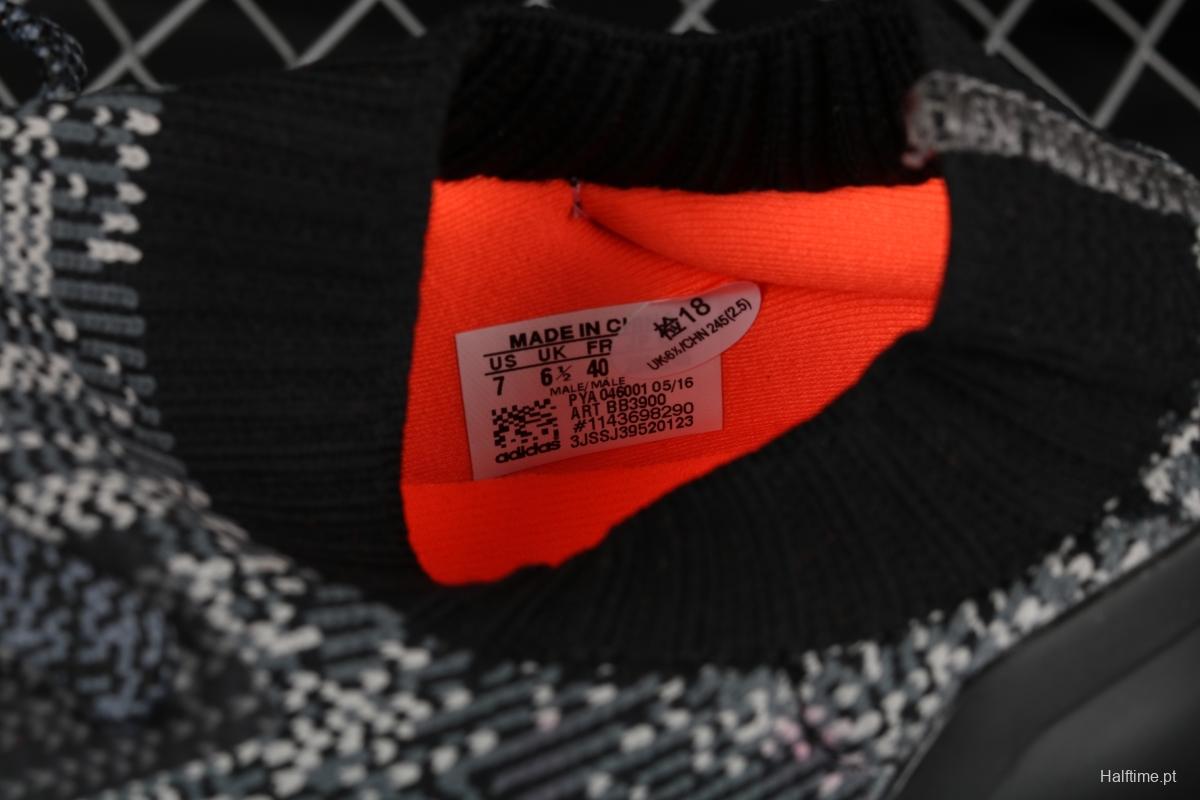 MADE IN C
US UK FR
7 6½ 40
MALE/MALE
PYA 046001 05/16
ART BB3900
#1143698290
3JSSJ39520123
adidas
检18
UK-6½/CHN 245(2.5)
Halftime.pt